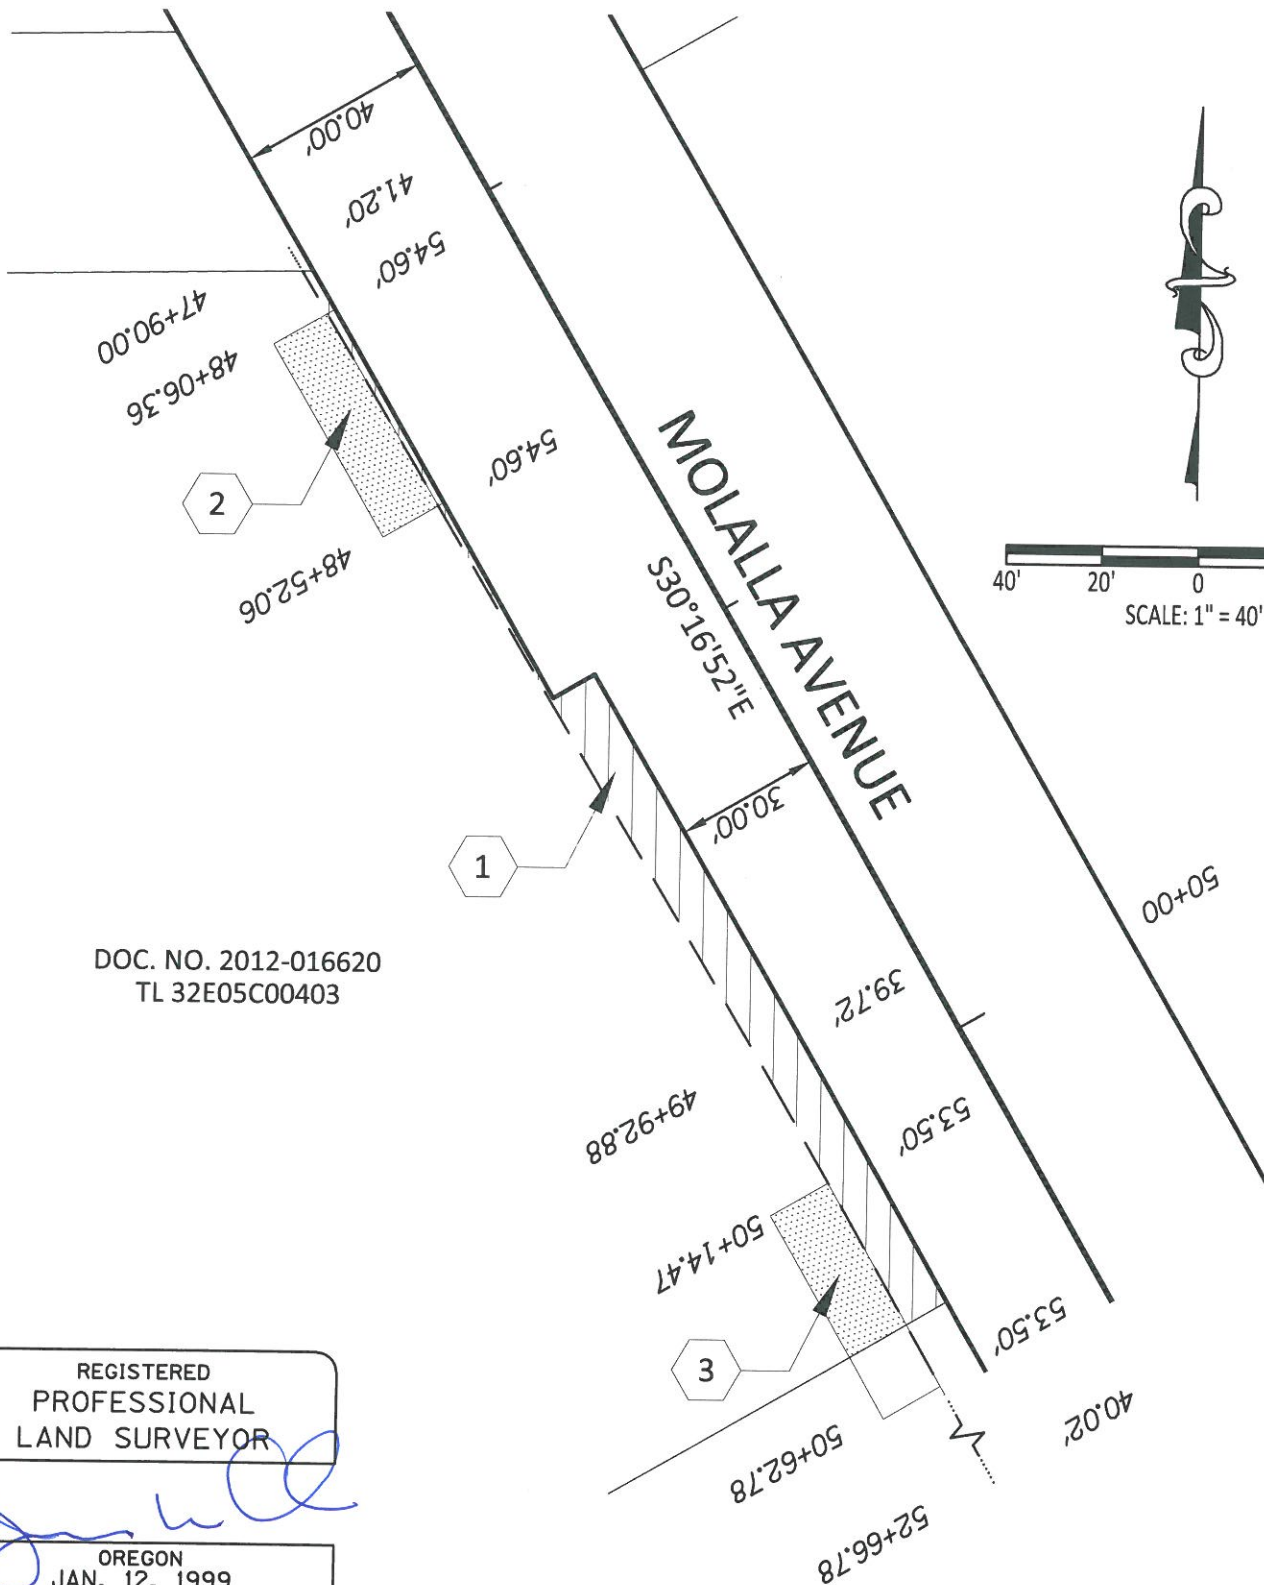 40.00'
41.20'
54.60'
47+90.00
48+06.36
54.60'
2
48+52.06
MOLALLA AVENUE
S30°16'52"E
40' 20' 0
SCALE: 1" = 40'
30.00'
1
50+00
DOC. NO. 2012-016620
TL 32E05C00403
39.72'
49+92.88
53.50'
50+14.47
53.50'
3
40.02'
50+62.78
52+66.78
REGISTERED
PROFESSIONAL
LAND SURVEYOR
OREGON
JAN. 12, 1999